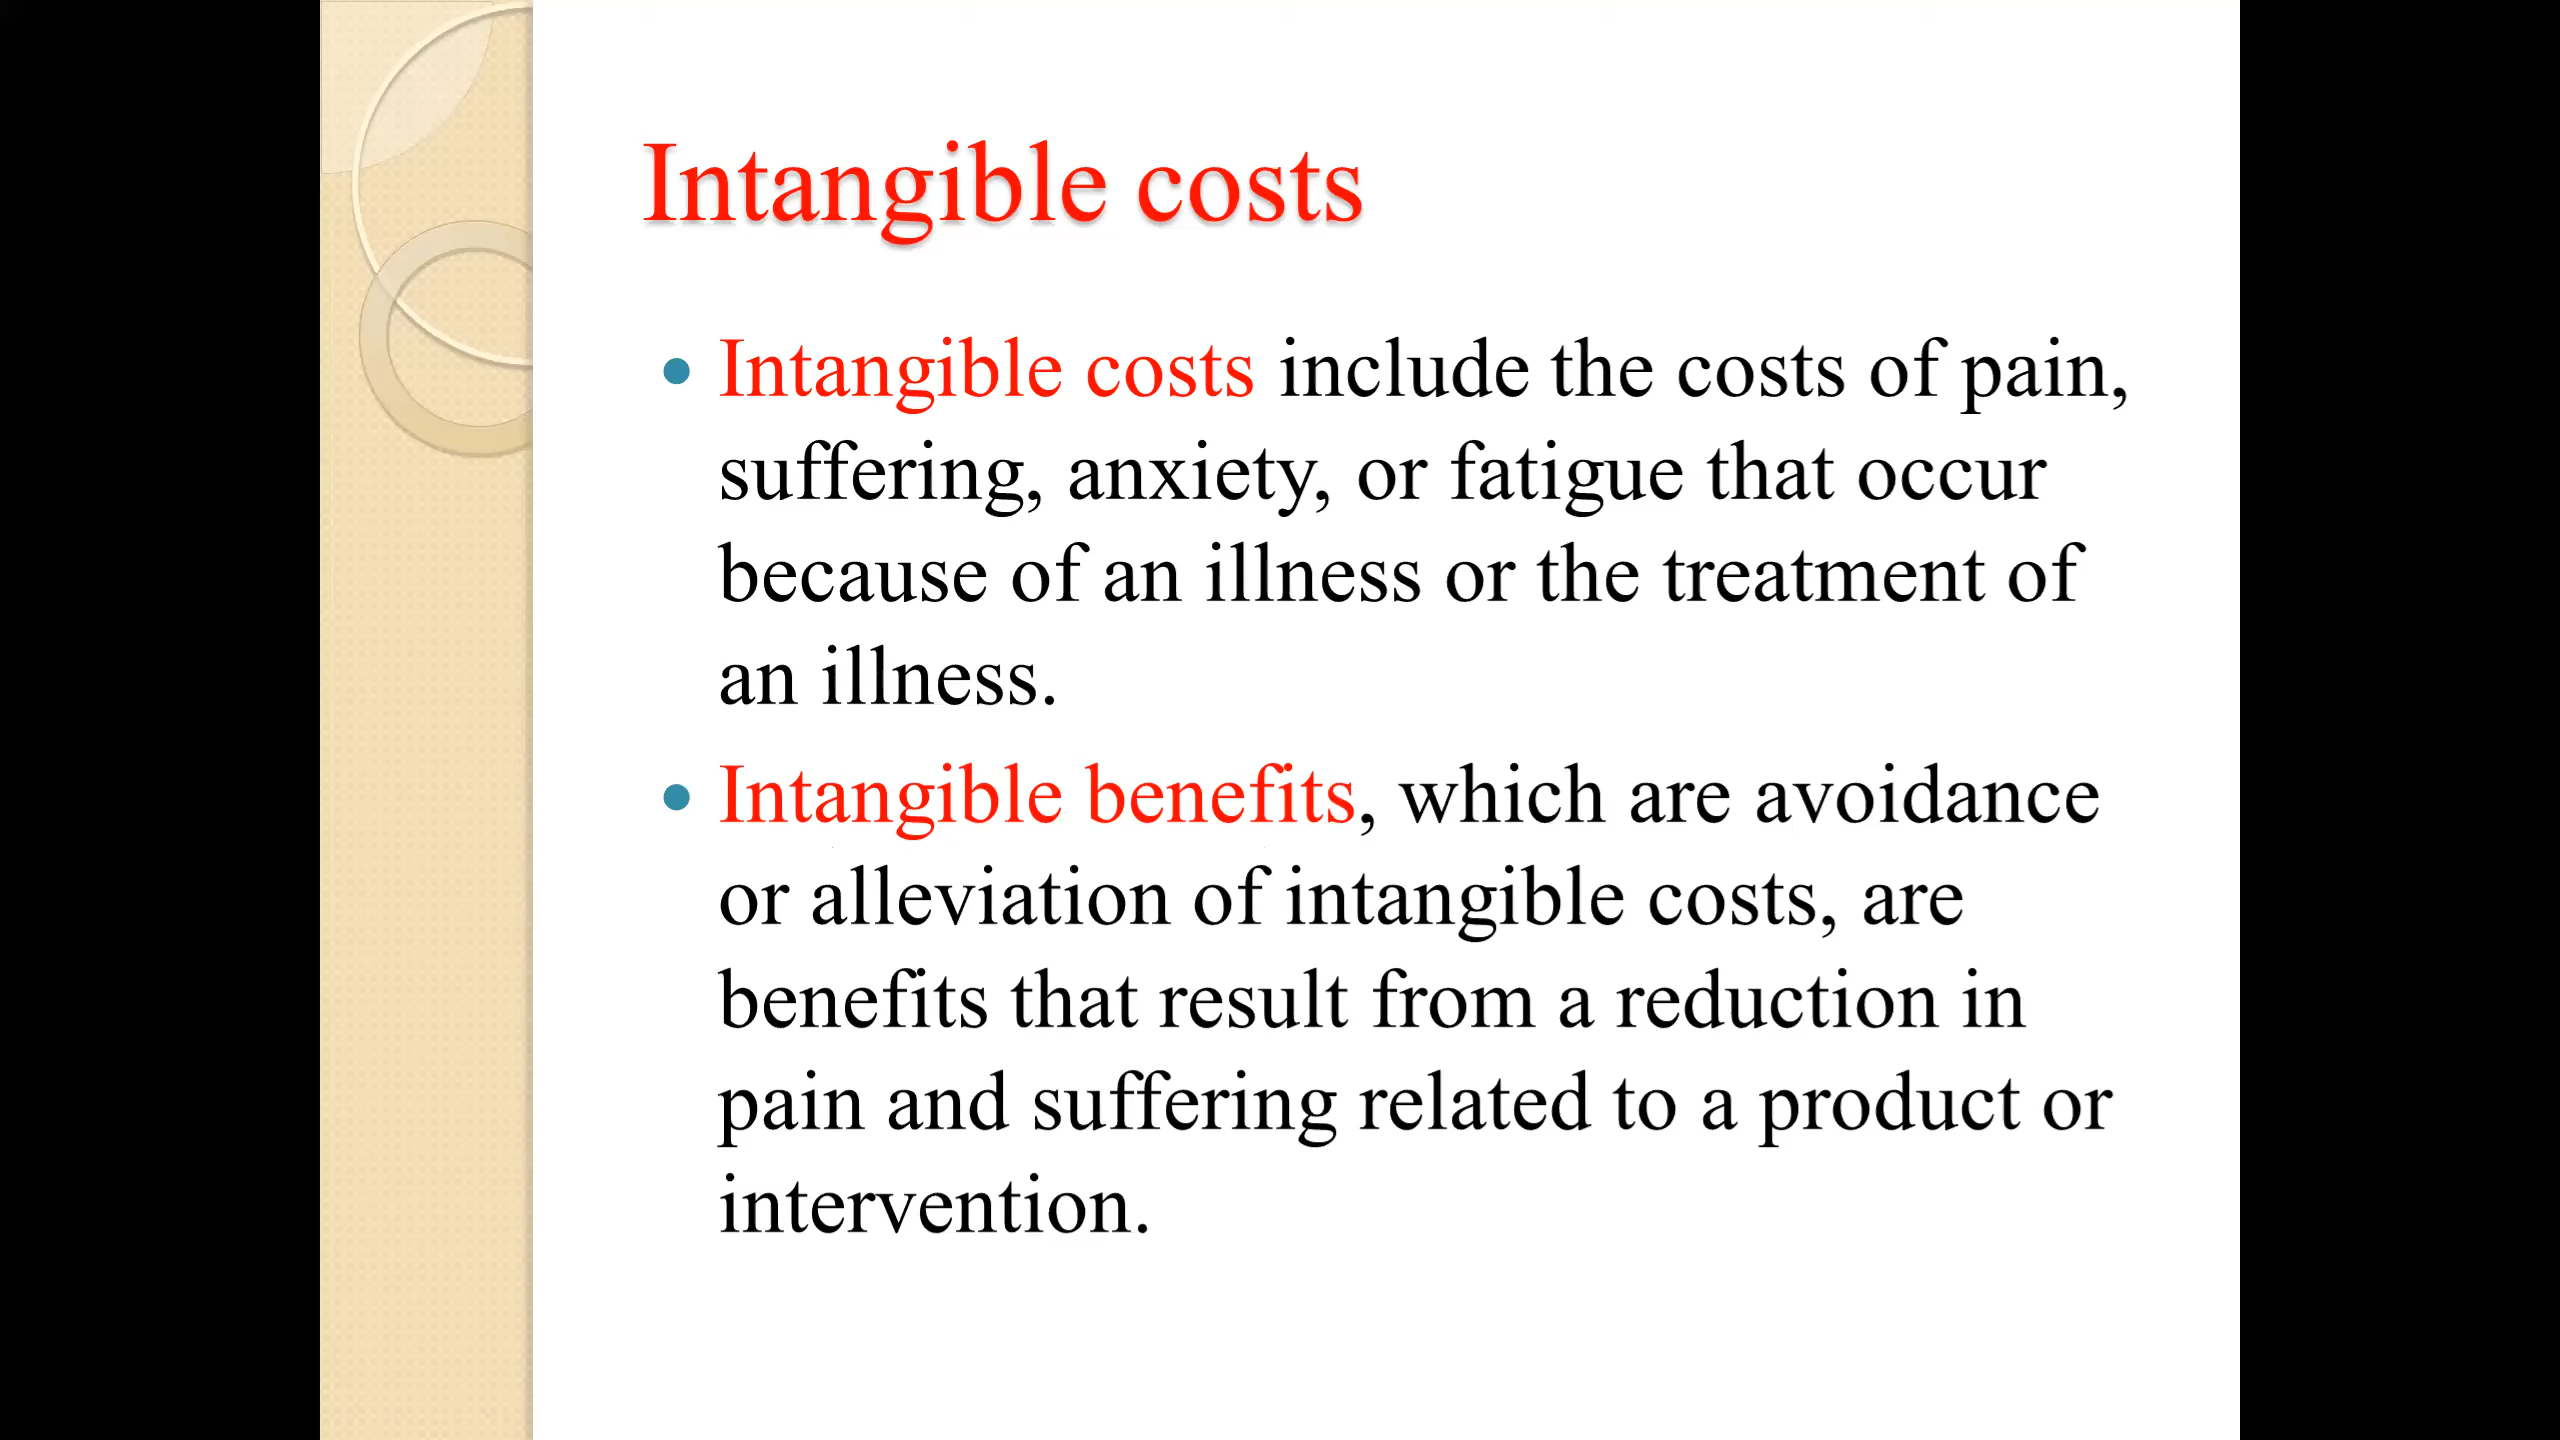 Intangible costs
• Intangible costs include the costs of pain,
suffering, anxiety, or fatigue that occur
because of an illness or the treatment of
an illness.
• Intangible benefits, which are avoidance
or alleviation of intangible costs, are
benefits that result from a reduction in
pain and suffering related to a product or
intervention.